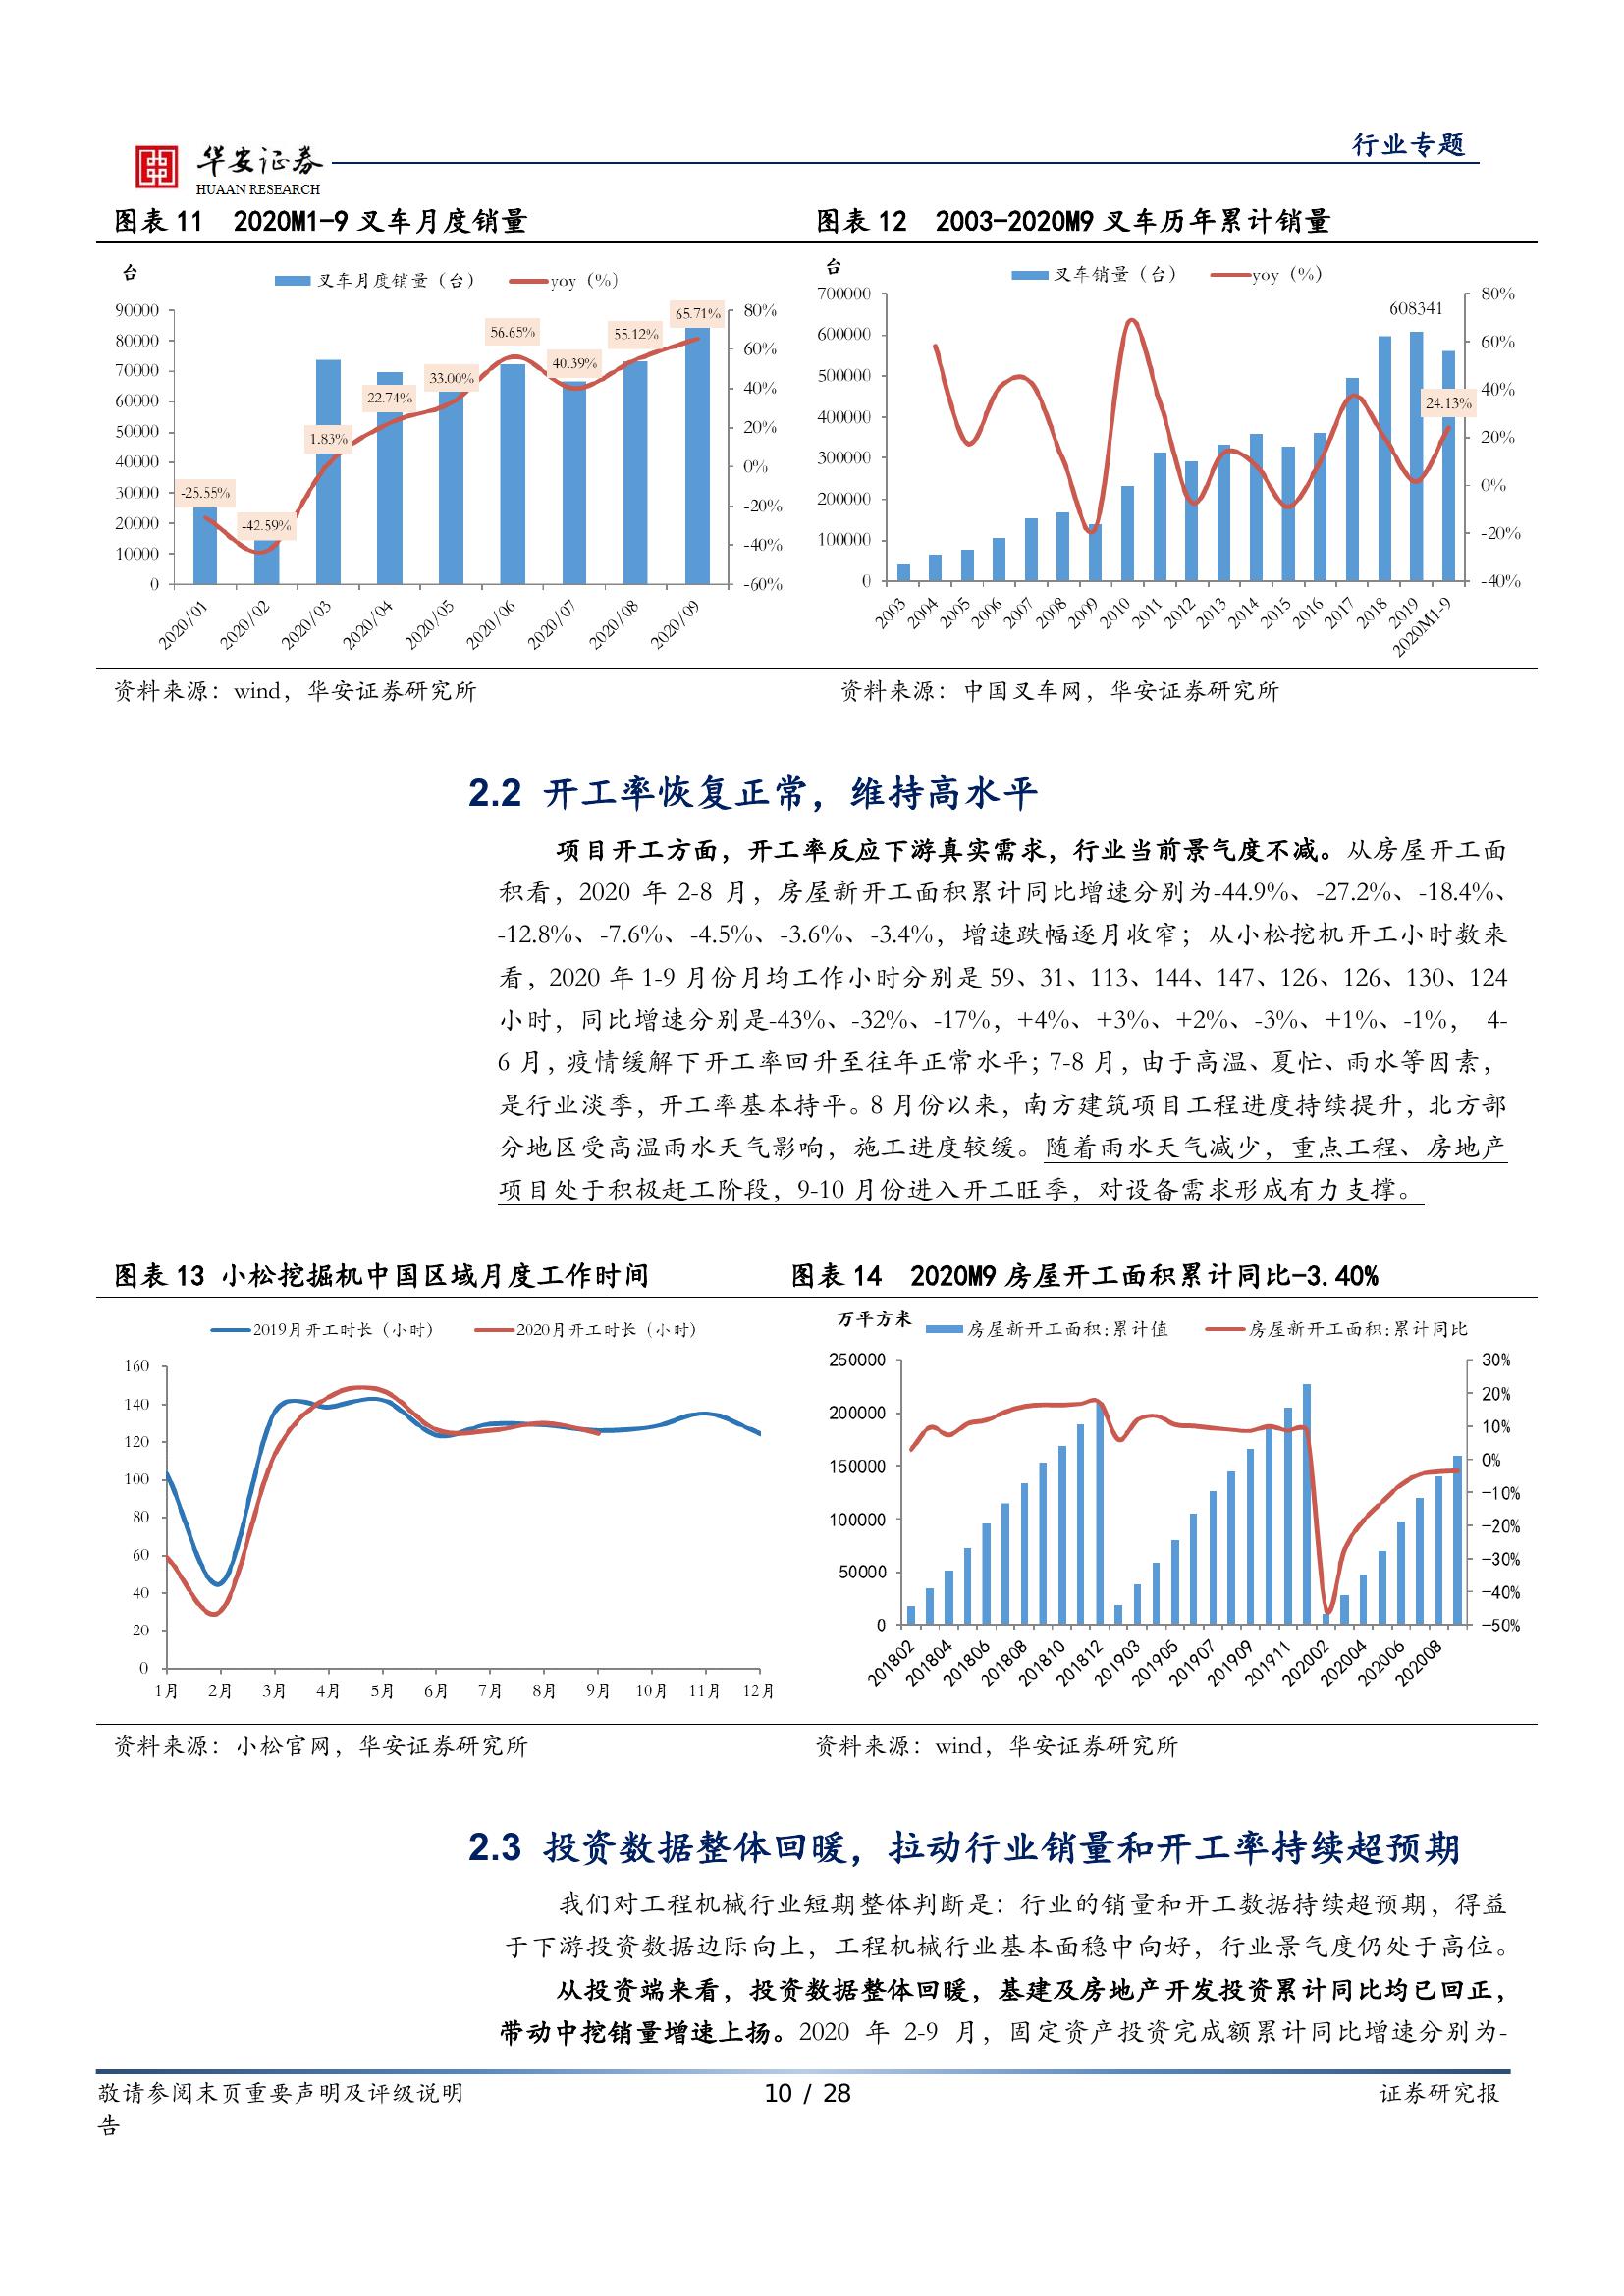 华安证券
HUAAN RESEARCH
行业专题
图表 11 2020M1-9 叉车月度销量
台
叉车月度销量（台）
yoy（%）
90000
80000
70000
60000
50000
40000
30000
20000
10000
0
80%
60%
40%
20%
0%
-20%
-40%
-60%
-25.55%
-42.59%
1.83%
22.74%
33.00%
56.65%
40.39%
55.12%
65.71%
2020/01
2020/02
2020/03
2020/04
2020/05
2020/06
2020/07
2020/08
2020/09
资料来源：wind，华安证券研究所
图表 12 2003-2020M9 叉车历年累计销量
台
叉车销量（台）
yoy（%）
700000
600000
500000
400000
300000
200000
100000
0
80%
60%
40%
20%
0%
-20%
-40%
608341
24.13%
2003
2004
2005
2006
2007
2008
2009
2010
2011
2012
2013
2014
2015
2016
2017
2018
2019
2020M1-9
资料来源：中国叉车网，华安证券研究所
2.2 开工率恢复正常，维持高水平
项目开工方面，开工率反应下游真实需求，行业当前景气度不减。从房屋开工面
积看，2020 年 2-8 月，房屋新开工面积累计同比增速分别为-44.9%、-27.2%、-18.4%、
-12.8%、-7.6%、-4.5%、-3.6%、-3.4%，增速跌幅逐月收窄；从小松挖机开工小时数来
看，2020 年 1-9 月份月均工作小时分别是 59、31、113、144、147、126、126、130、124
小时，同比增速分别是-43%、-32%、-17%，+4%、+3%、+2%、-3%、+1%、-1%， 4-
6 月，疫情缓解下开工率回升至往年正常水平；7-8 月，由于高温、夏忙、雨水等因素，
是行业淡季，开工率基本持平。8 月份以来，南方建筑项目工程进度持续提升，北方部
分地区受高温雨水天气影响，施工进度较缓。随着雨水天气减少，重点工程、房地产
项目处于积极赶工阶段，9-10 月份进入开工旺季，对设备需求形成有力支撑。
图表 13 小松挖掘机中国区域月度工作时间
2019月开工时长（小时）
2020月开工时长（小时）
160
140
120
100
80
60
40
20
0
1月
2月
3月
4月
5月
6月
7月
8月
9月
10月
11月
12月
资料来源：小松官网，华安证券研究所
图表 14 2020M9 房屋开工面积累计同比-3.40%
万平方米
房屋新开工面积:累计值
房屋新开工面积:累计同比
250000
200000
150000
100000
50000
0
30%
20%
10%
0%
-10%
-20%
-30%
-40%
-50%
201802
201804
201806
201808
201810
201812
201903
201905
201907
201909
201911
202002
202004
202006
202008
资料来源：wind，华安证券研究所
2.3 投资数据整体回暖，拉动行业销量和开工率持续超预期
我们对工程机械行业短期整体判断是：行业的销量和开工数据持续超预期，得益
于下游投资数据边际向上，工程机械行业基本面稳中向好，行业景气度仍处于高位。
从投资端来看，投资数据整体回暖，基建及房地产开发投资累计同比均已回正，
带动中挖销量增速上扬。2020 年 2-9 月，固定资产投资完成额累计同比增速分别为-
敬请参阅末页重要声明及评级说明
10 / 28
证券研究报
告